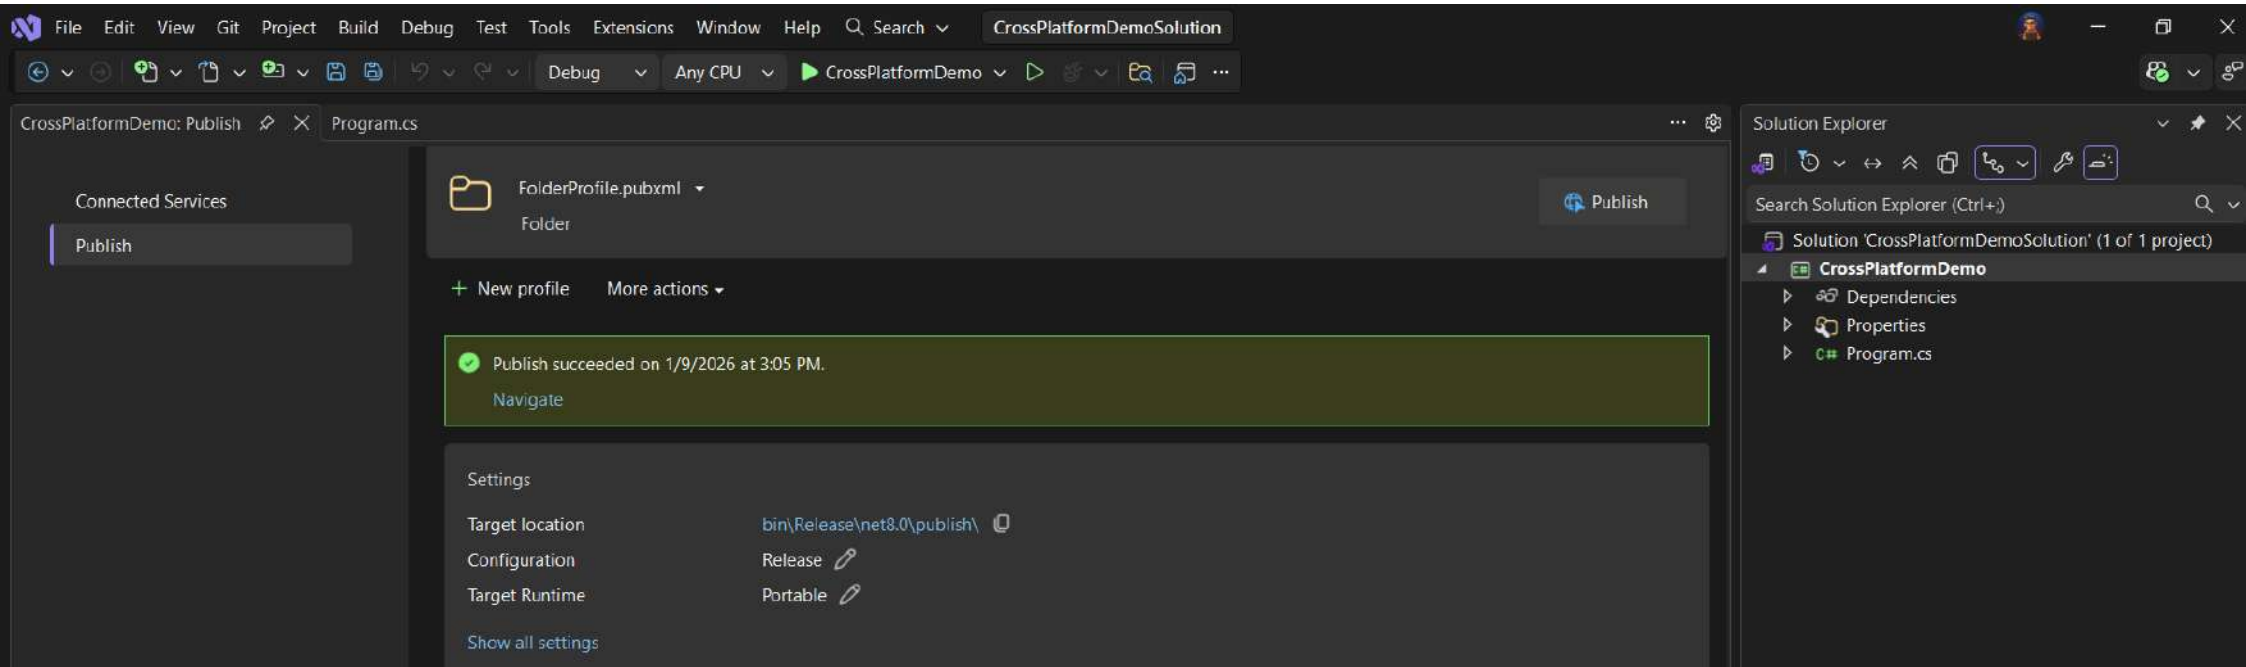 File Edit View Git Project Build Debug Test Tools Extensions Window Help Search CrossPlatformDemoSolution
Debug Any CPU CrossPlatformDemo
CrossPlatformDemo: Publish Program.cs
Connected Services
Publish
FolderProfile.pubxml
Folder
Publish
New profile More actions
Publish succeeded on 1/9/2026 at 3:05 PM.
Navigate
Settings
Target location bin\Release\net8.0\publish\
Configuration Release
Target Runtime Portable
Show all settings
Solution Explorer
Search Solution Explorer (Ctrl+;)
Solution 'CrossPlatformDemoSolution' (1 of 1 project)
C# CrossPlatformDemo
Dependencies
Properties
C# Program.cs